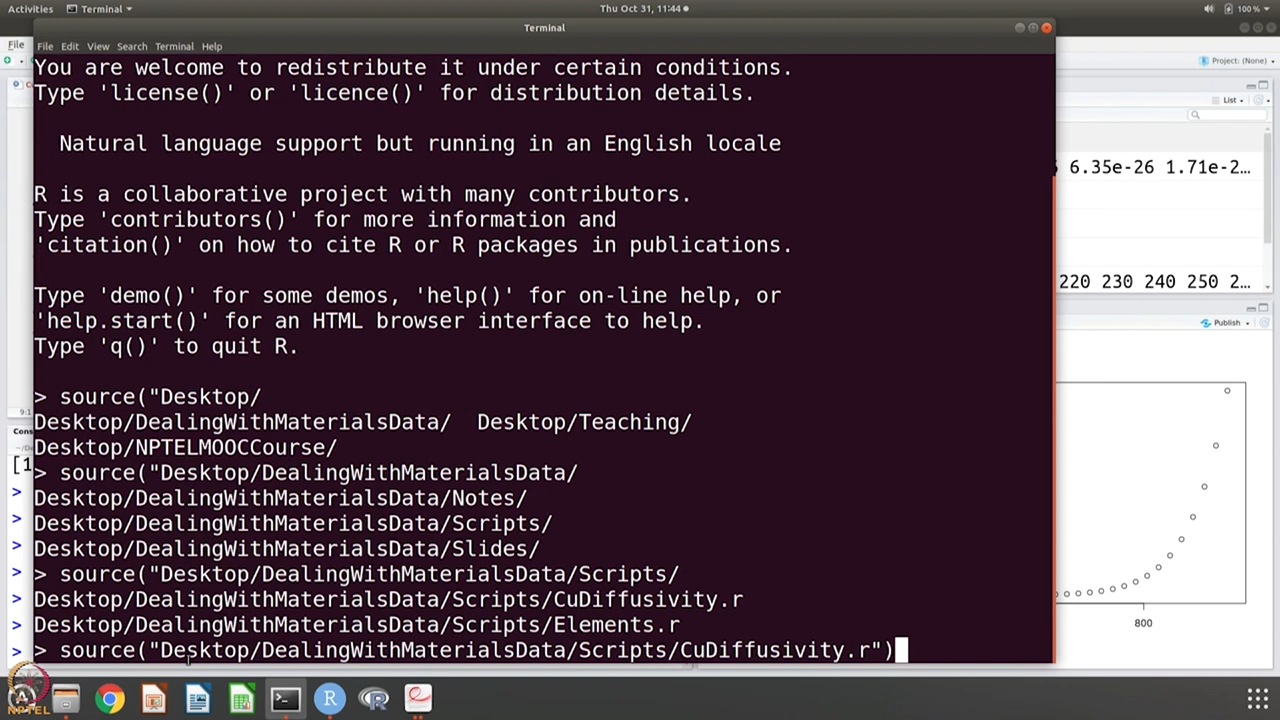 Activities Terminal Thu Oct 31, 11:44 100 %
Terminal
File Edit View Search Terminal Help
File
Project: (None)
List
You are welcome to redistribute it under certain conditions.
Type 'license()' or 'licence()' for distribution details.
Natural language support but running in an English locale
6.35e-26 1.71e-2…
R is a collaborative project with many contributors.
Type 'contributors()' for more information and
'citation()' on how to cite R or R packages in publications.
220 230 240 250 2…
Type 'demo()' for some demos, 'help()' for on-line help, or
'help.start()' for an HTML browser interface to help.
Type 'q()' to quit R.
Publish
> source("Desktop/
Desktop/DealingWithMaterialsData/ Desktop/Teaching/
Desktop/NPTELMOOCCourse/
> source("Desktop/DealingWithMaterialsData/
Desktop/DealingWithMaterialsData/Notes/
Desktop/DealingWithMaterialsData/Scripts/
Desktop/DealingWithMaterialsData/Slides/
> source("Desktop/DealingWithMaterialsData/Scripts/
Desktop/DealingWithMaterialsData/Scripts/CuDiffusivity.r
Desktop/DealingWithMaterialsData/Scripts/Elements.r
> source("Desktop/DealingWithMaterialsData/Scripts/CuDiffusivity.r")
9:1
Cons
[1
>
>
>
>
>
>
>
800
NPTEL